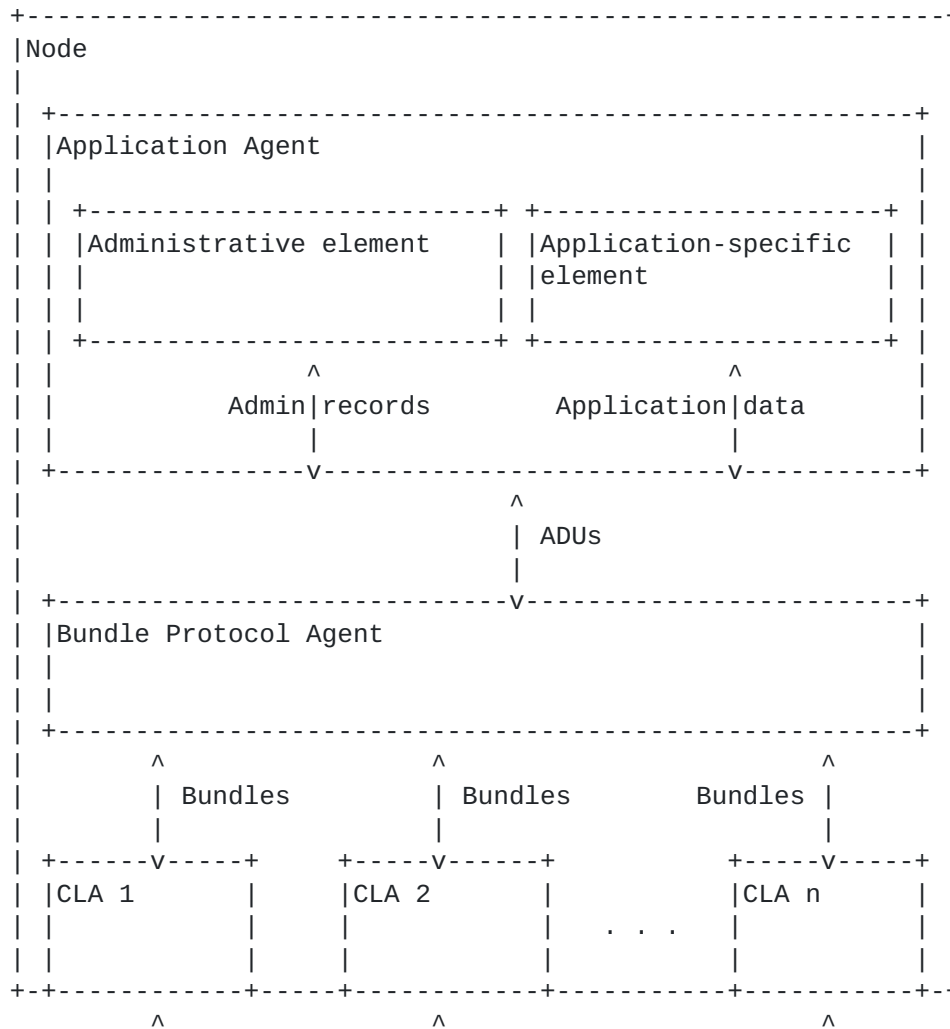 Node
Application Agent
Administrative element Application-specific
element
Admin records Application data
ADUs
Bundle Protocol Agent
Bundles Bundles Bundles
CLA 1 CLA 2 CLA n
. . .